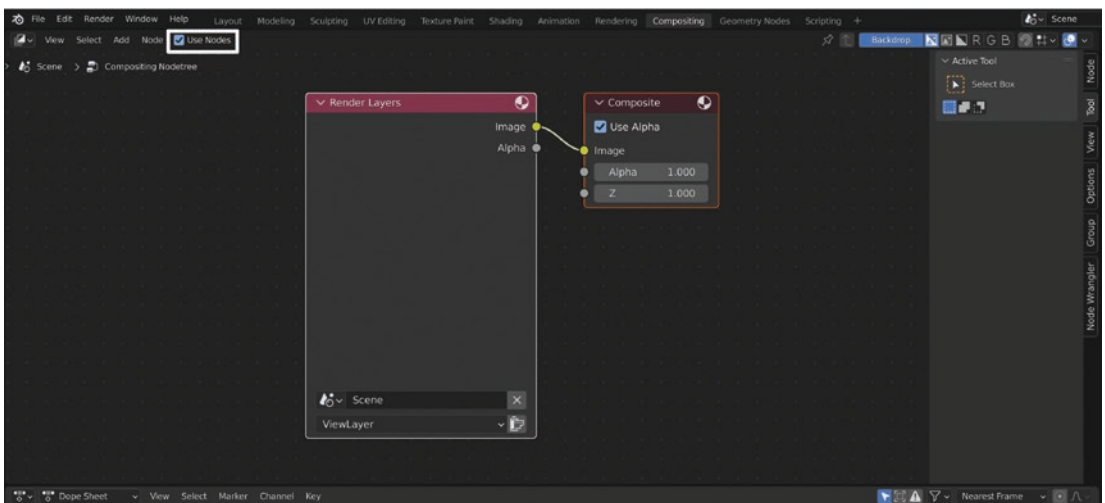 File Edit Render Window Help Layout Modeling Sculpting UV Editing Texture Paint Shading Animation Rendering Compositing Geometry Nodes Scripting + Scene
View Select Add Node Use Nodes Backdrop R G B
> Scene > Compositing Nodetree
Active Tool
Select Box
Node
Tool
View
Options
Group
Node Wrangler
Render Layers
Image
Alpha
Scene
ViewLayer
Composite
Use Alpha
Image
Alpha 1.000
Z 1.000
Dope Sheet View Select Marker Channel Key Nearest Frame